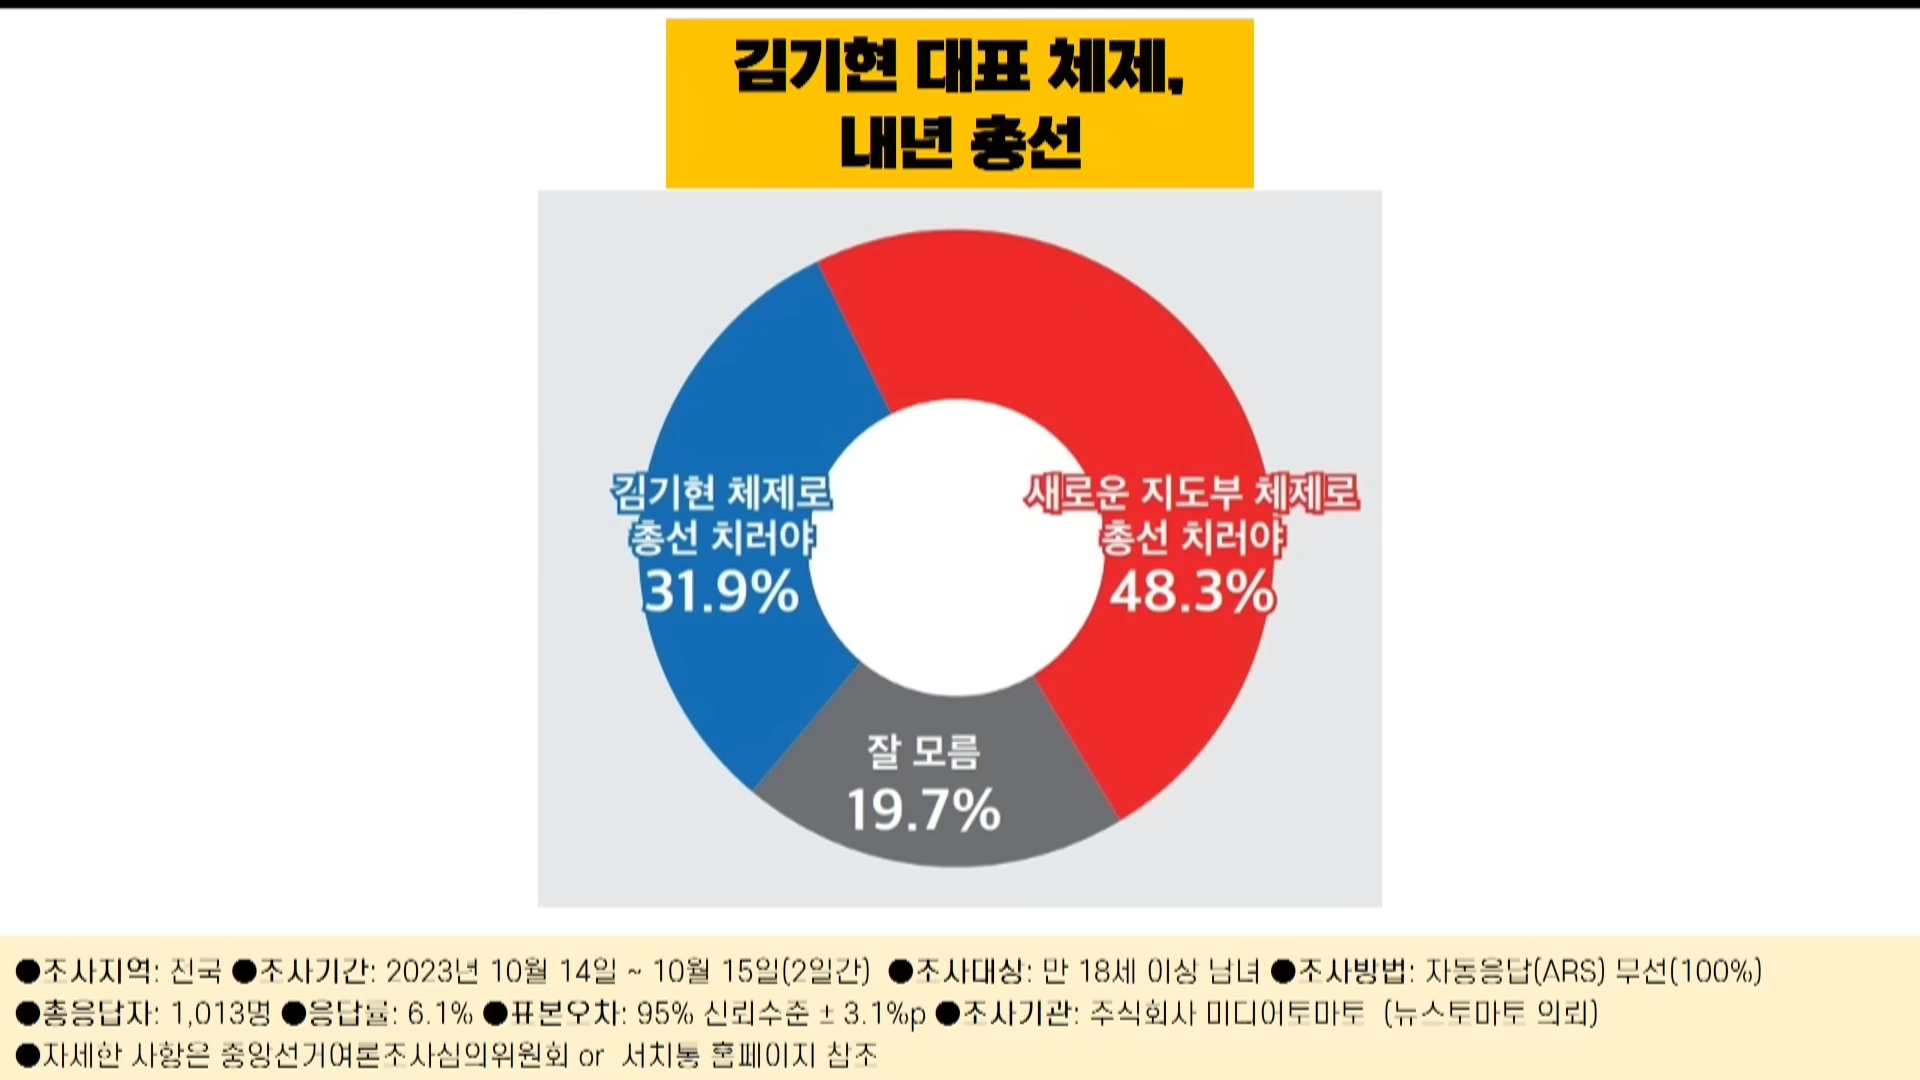 김기현 대표 체제,
내년 총선
김기현 체제로
총선 치러야
31.9%
새로운 지도부 체제로
총선 치러야
48.3%
잘 모름
19.7%
●조사지역: 전국 ●조사기간: 2023년 10월 14일 ~ 10월 15일(2일간) ●조사대상: 만 18세 이상 남녀 ●조사방법: 자동응답(ARS) 무선(100%)
●총응답자: 1,013명 ●응답률: 6.1% ●표본오차: 95% 신뢰수준 ± 3.1%p ●조사기관: 주식회사 미디어토마토 (뉴스토마토 의뢰)
●자세한 사항은 중앙선거여론조사심의위원회 or 서치통 홈페이지 참조